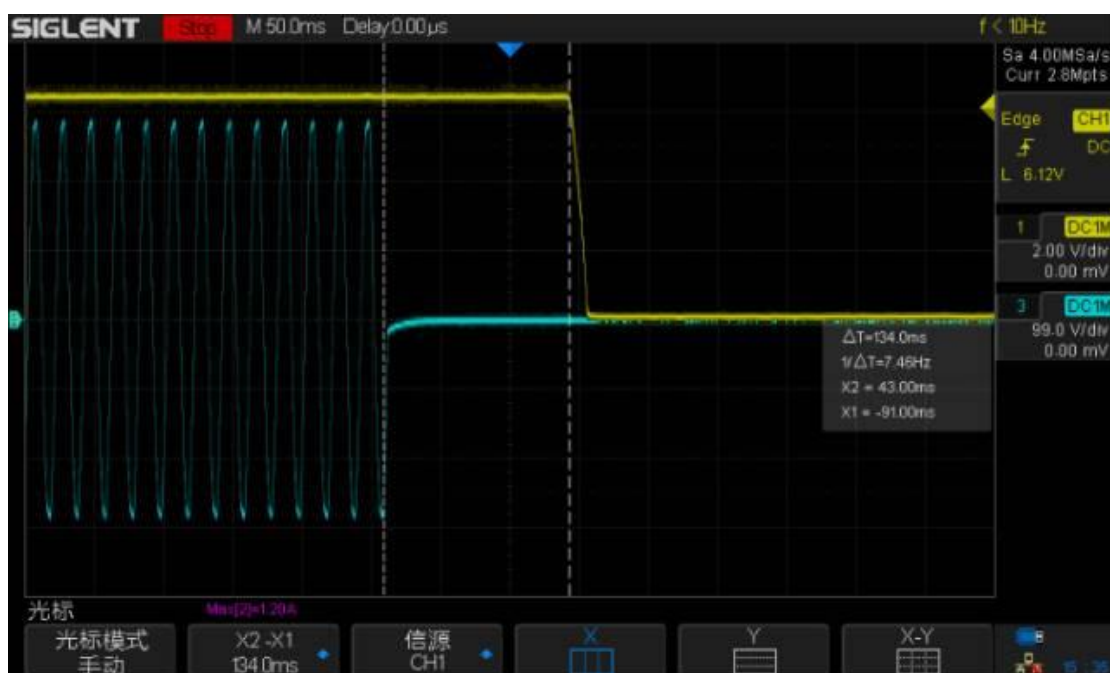 SIGLENT Stop M 50.0ms Delay:0.00µs f < 10Hz
Sa 4.00MSa/s
Curr 2.8Mpts
Edge CH1
DC
L 6.12V
1 DC1M
2.00 V/div
0.00 mV
3 DC1M
99.0 V/div
0.00 mV
△T=134.0ms
1/△T=7.46Hz
X2 = 43.00ms
X1 = -91.00ms
光标
光标模式
手动
X2 -X1
134.0ms
信源
CH1
X
Y
X-Y